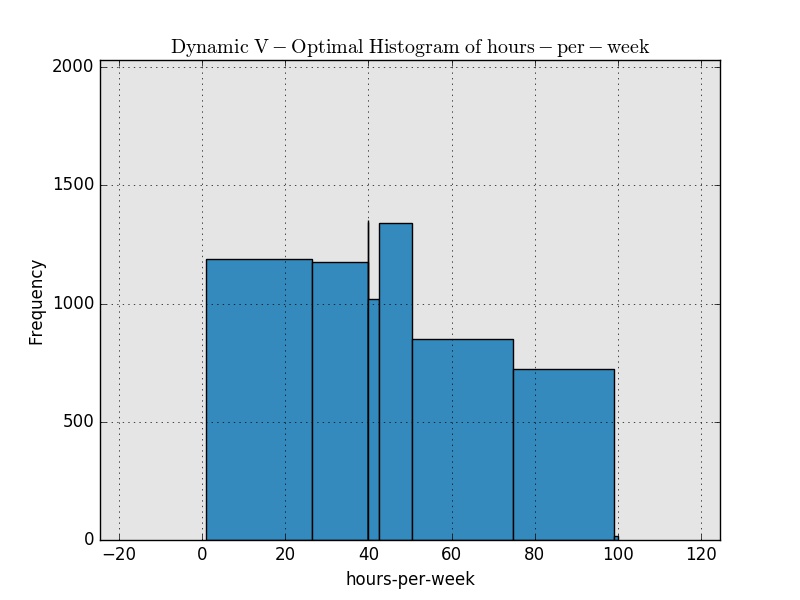 Dynamic V − Optimal Histogram of hours − per − week
2000
1500
1000
500
0
Frequency
−20 0 20 40 60 80 100 120
hours-per-week